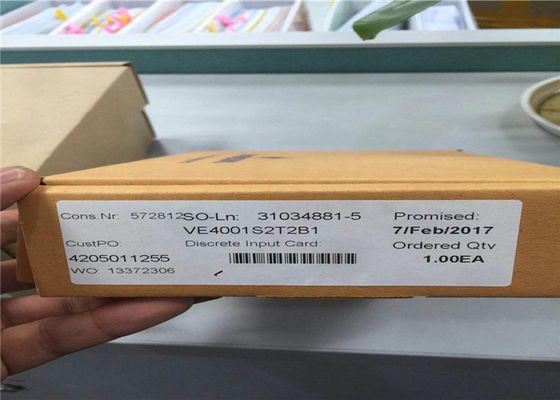 Cons.Nr: 572812 SO-Ln: 31034881-5 Promised:
VE4001S2T2B1 7/Feb/2017
CustPO: Discrete Input Card: Ordered Qty
4205011255 1.00EA
WO: 13372306